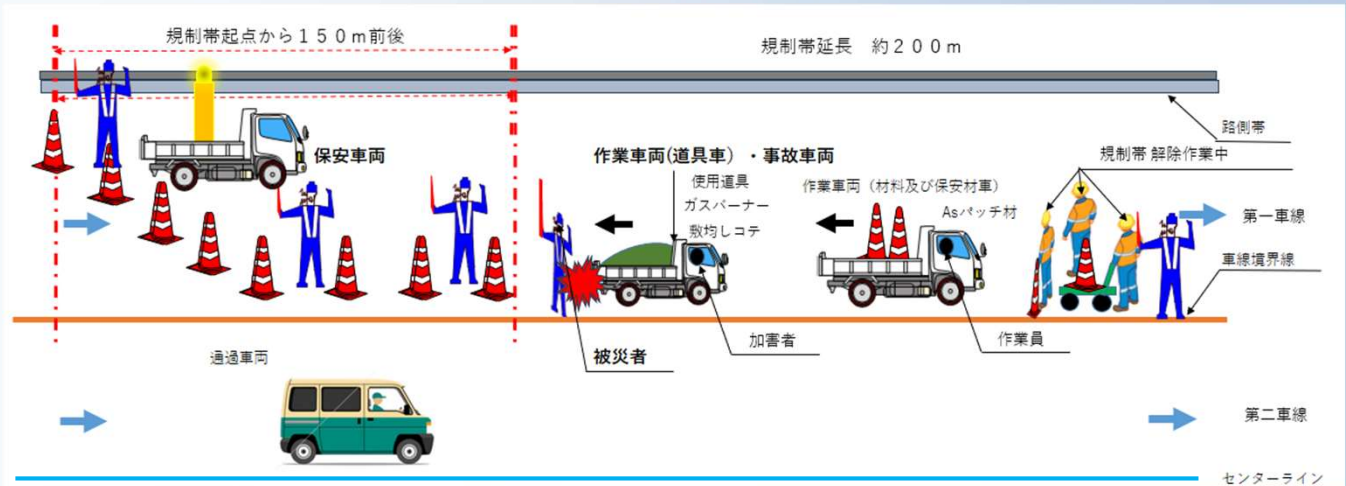 規制帯起点から１５０ｍ前後
規制帯延長　約２００ｍ
路側帯
保安車両
作業車両(道具車）・事故車両
規制帯 解除作業中
使用道具
ガスバーナー
敷均しコテ
作業車両（材料及び保安材車）
Asパッチ材
第一車線
車線境界線
加害者
作業員
被災者
通過車両
第二車線
センターライン